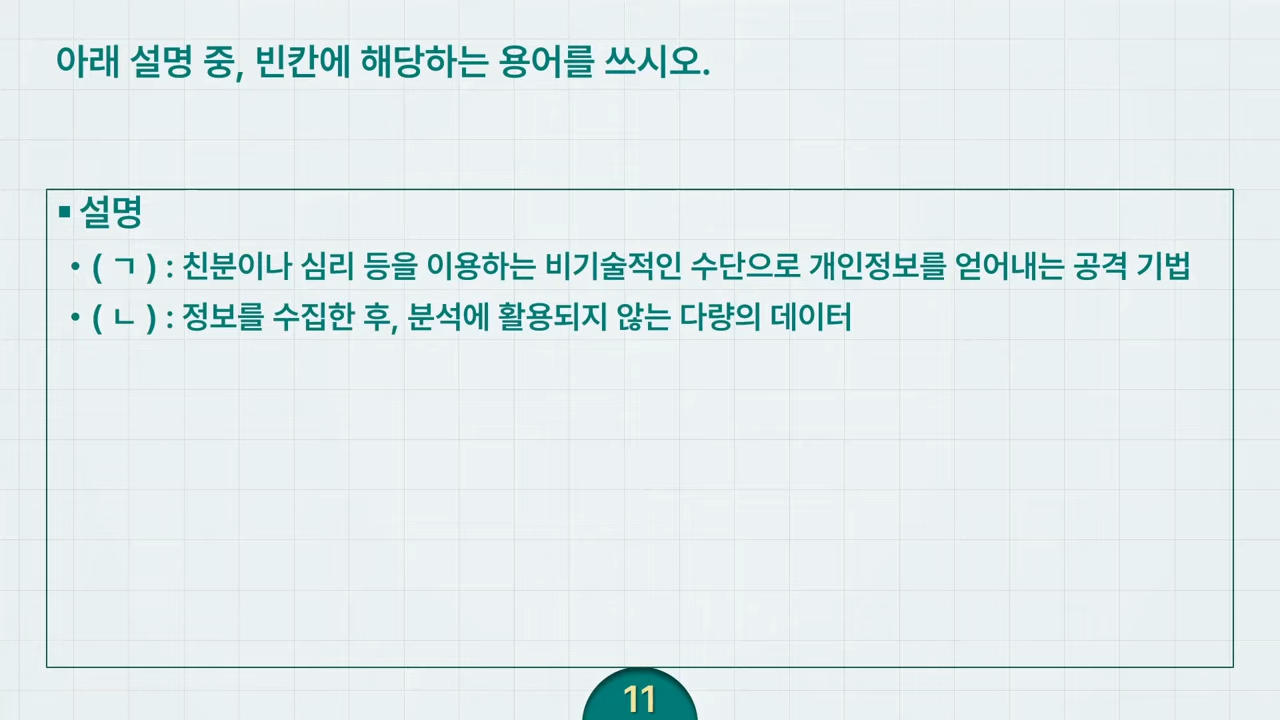 아래 설명 중, 빈칸에 해당하는 용어를 쓰시오.
▪ 설명
• ( ㄱ ) : 친분이나 심리 등을 이용하는 비기술적인 수단으로 개인정보를 얻어내는 공격 기법
• ( ㄴ ) : 정보를 수집한 후, 분석에 활용되지 않는 다량의 데이터
11